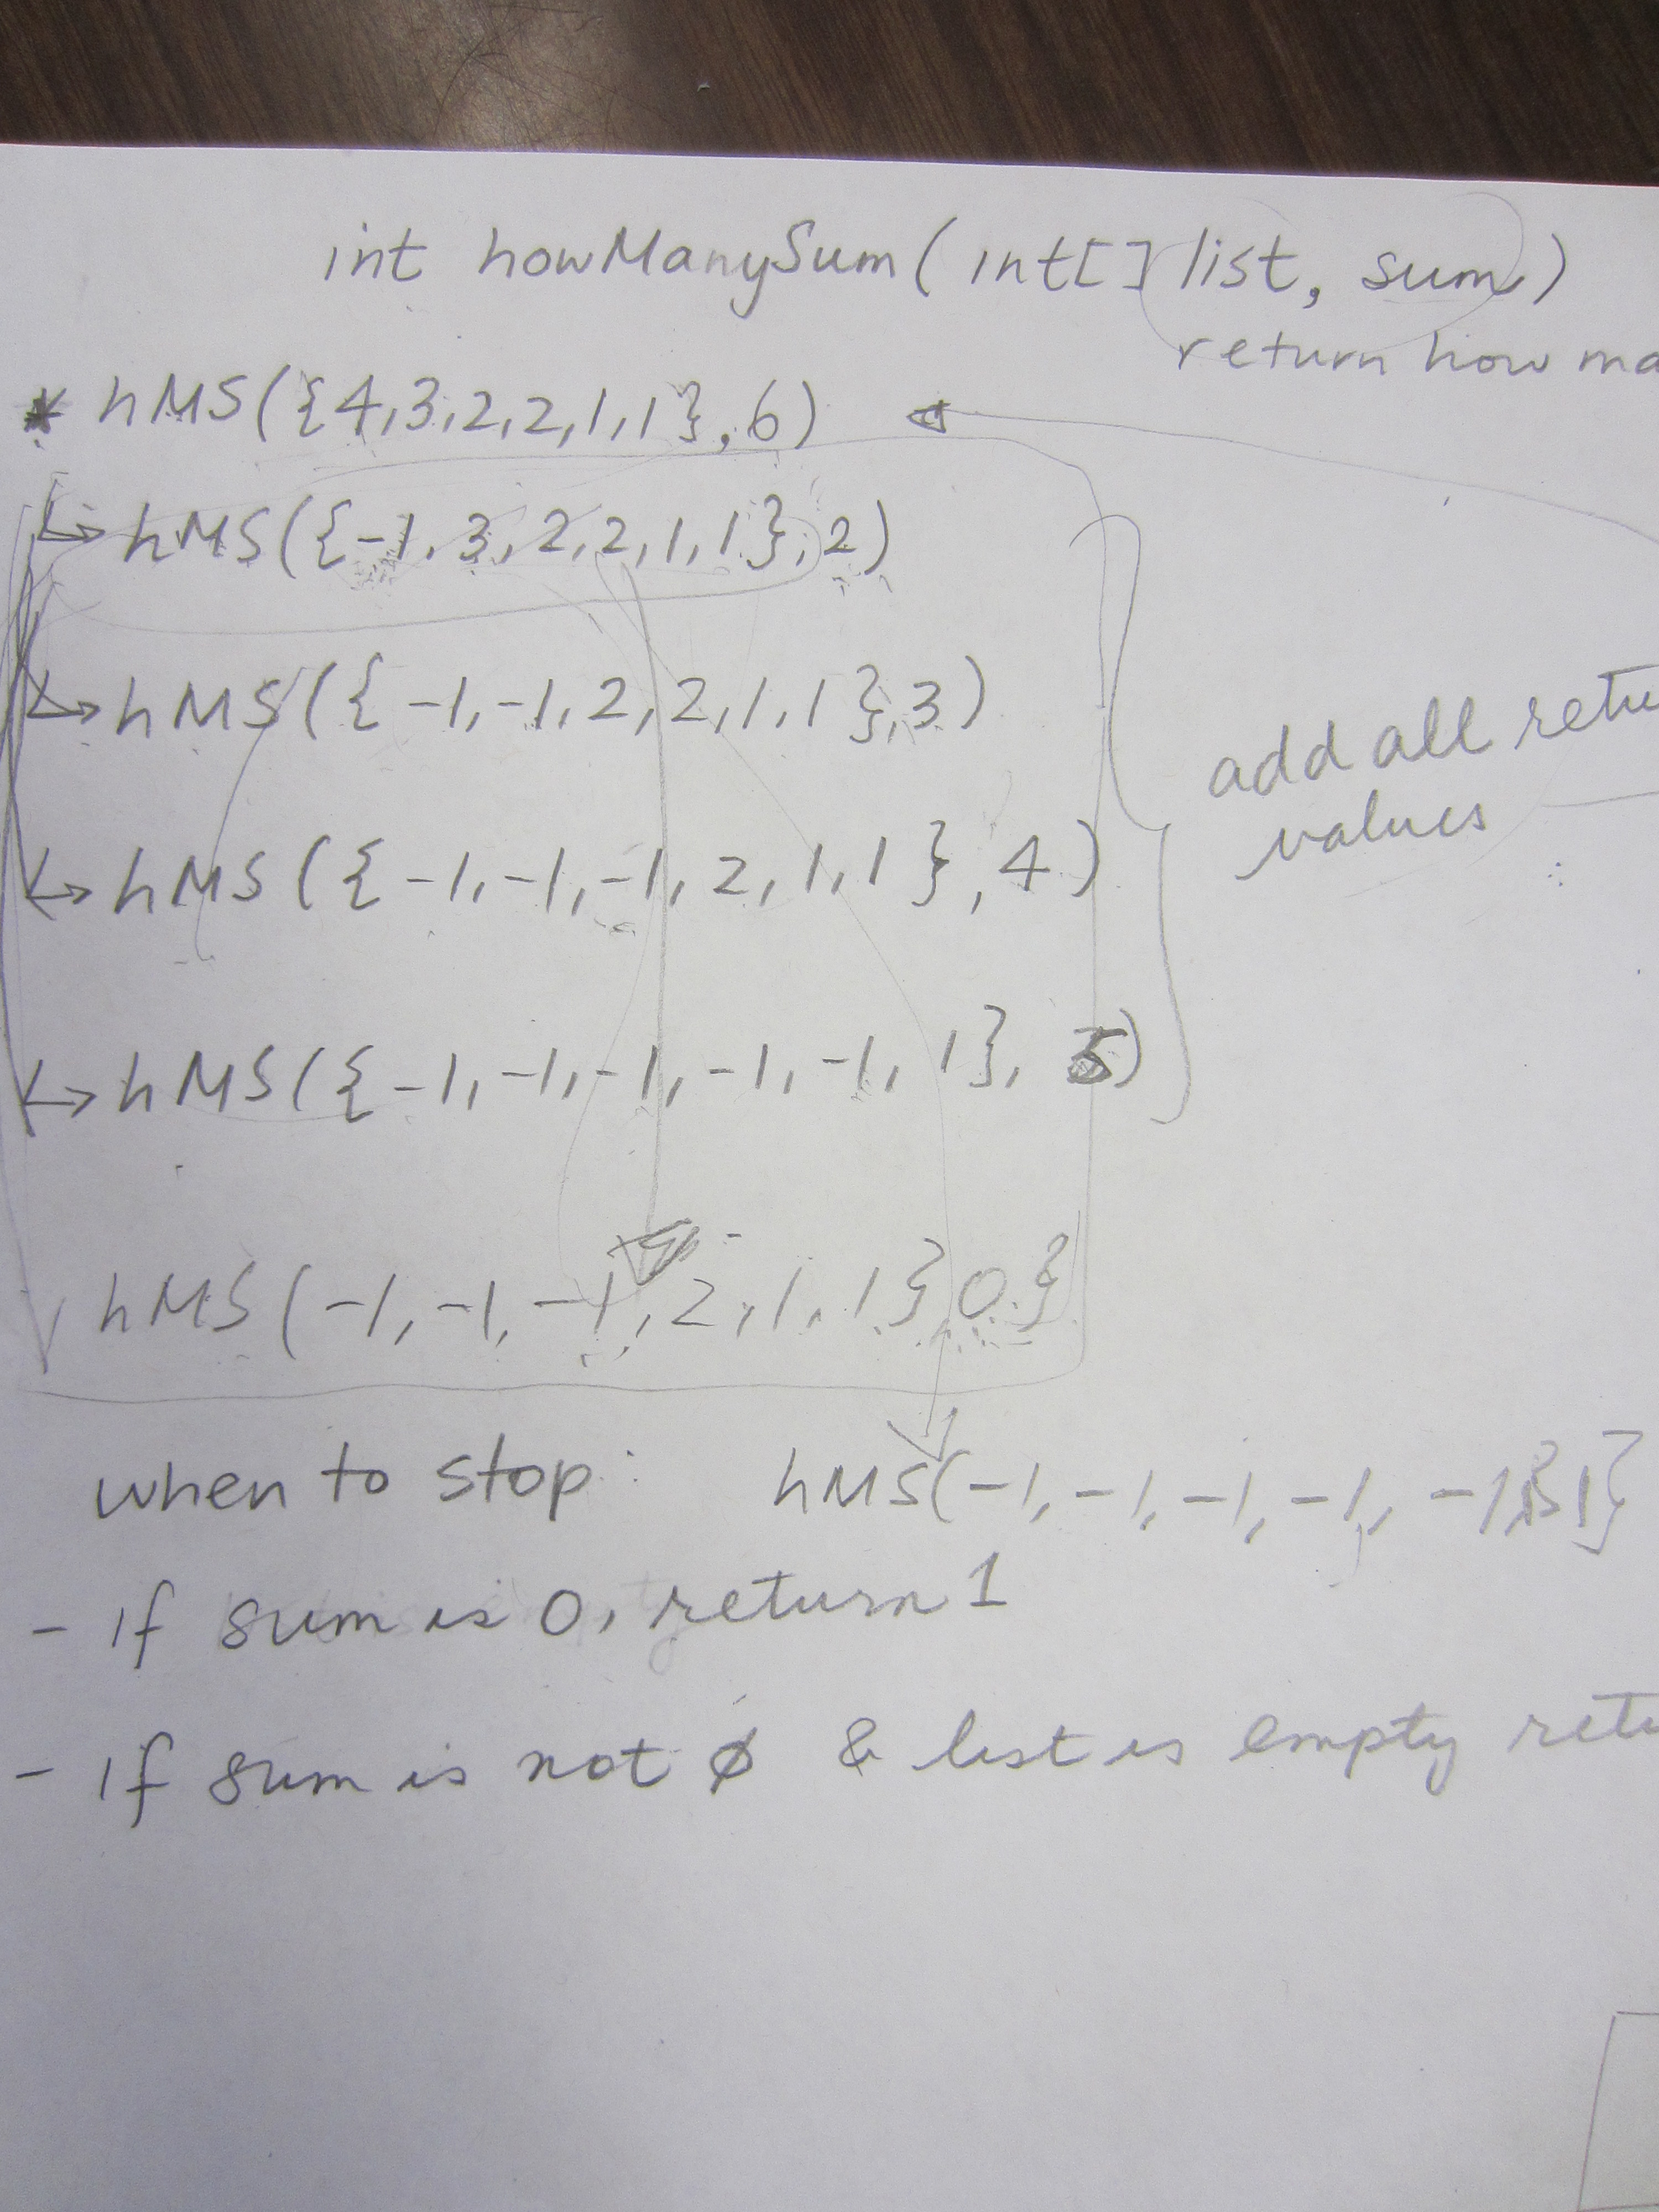 int howManySum(int[] list, sum)
return how ma
* hMS({4,3,2,2,1,1},6)
hMS({-1,3,2,2,1,1},2)
hMS({-1,-1,2,2,1,1},3)
add all retu
values
hMS({-1,-1,-1,2,1,1},4)
hMS({-1,-1,-1,-1,-1,1},5)
hMS(-1,-1,-1,2,1,1}0.}
when to stop: hMS(-1,-1,-1,-1,-1, 1}
- if sum is 0, return 1
- if sum is not 0 & list is empty retu